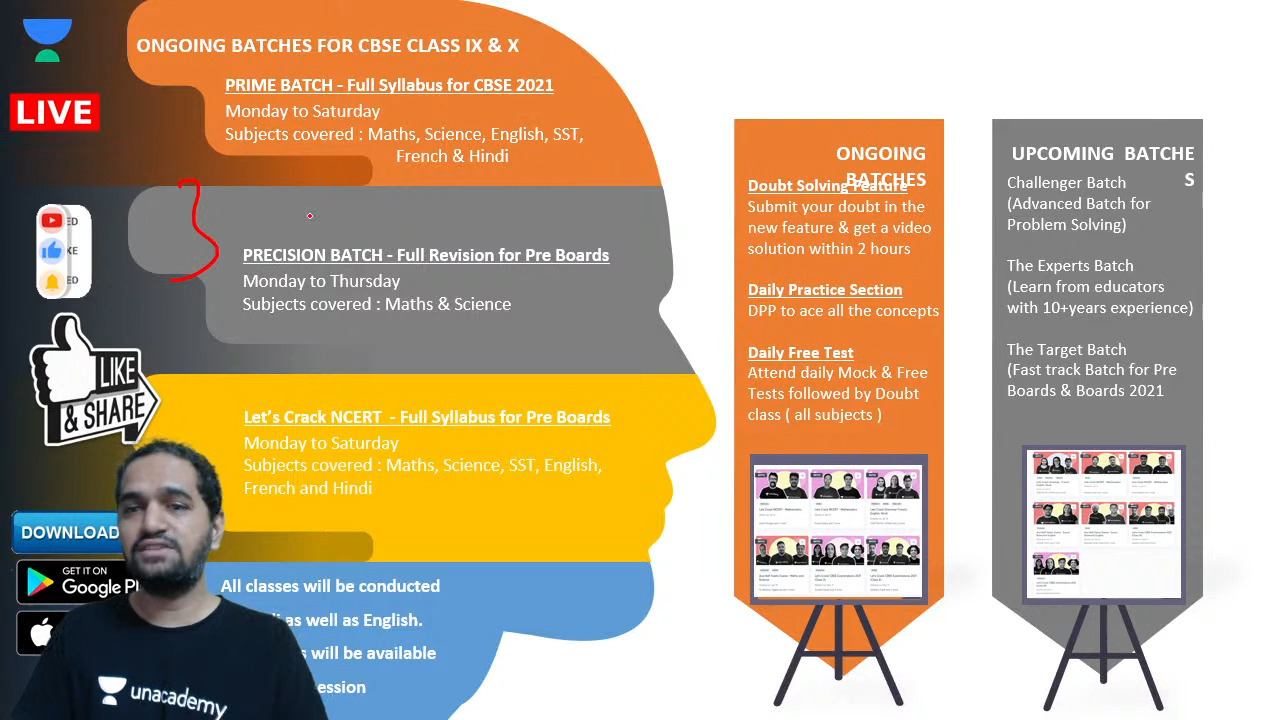 ONGOING BATCHES FOR CBSE CLASS IX & X
PRIME BATCH - Full Syllabus for CBSE 2021
Monday to Saturday
Subjects covered : Maths, Science, English, SST,
French & Hindi
LIVE
PRECISION BATCH - Full Revision for Pre Boards
Monday to Thursday
Subjects covered : Maths & Science
ED
KE
ED
LIKE
& SHARE
Let's Crack NCERT - Full Syllabus for Pre Boards
Monday to Saturday
Subjects covered : Maths, Science, SST, English,
French and Hindi
DOWNLOAD
GET IT ON
Google Pl
All classes will be conducted
as well as English.
will be available
ession
unacademy
ONGOING
BATCHES
Doubt Solving Feature
Submit your doubt in the
new feature & get a video
solution within 2 hours
Daily Practice Section
DPP to ace all the concepts
Daily Free Test
Attend daily Mock & Free
Tests followed by Doubt
class ( all subjects )
UPCOMING BATCHE
S
Challenger Batch
(Advanced Batch for
Problem Solving)
The Experts Batch
(Learn from educators
with 10+years experience)
The Target Batch
(Fast track Batch for Pre
Boards & Boards 2021